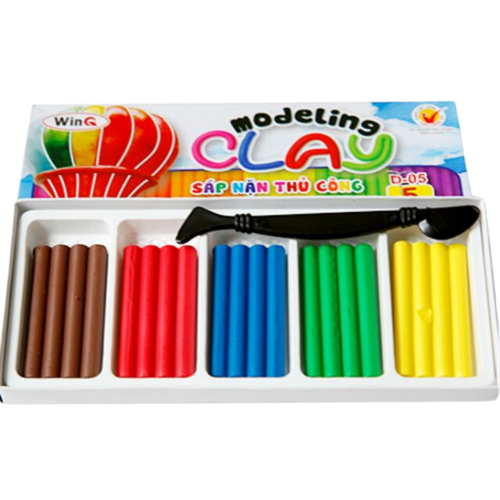 WinQ
modeling
CLAY
SÁP NẶN THỦ CÔNG
D-05
5